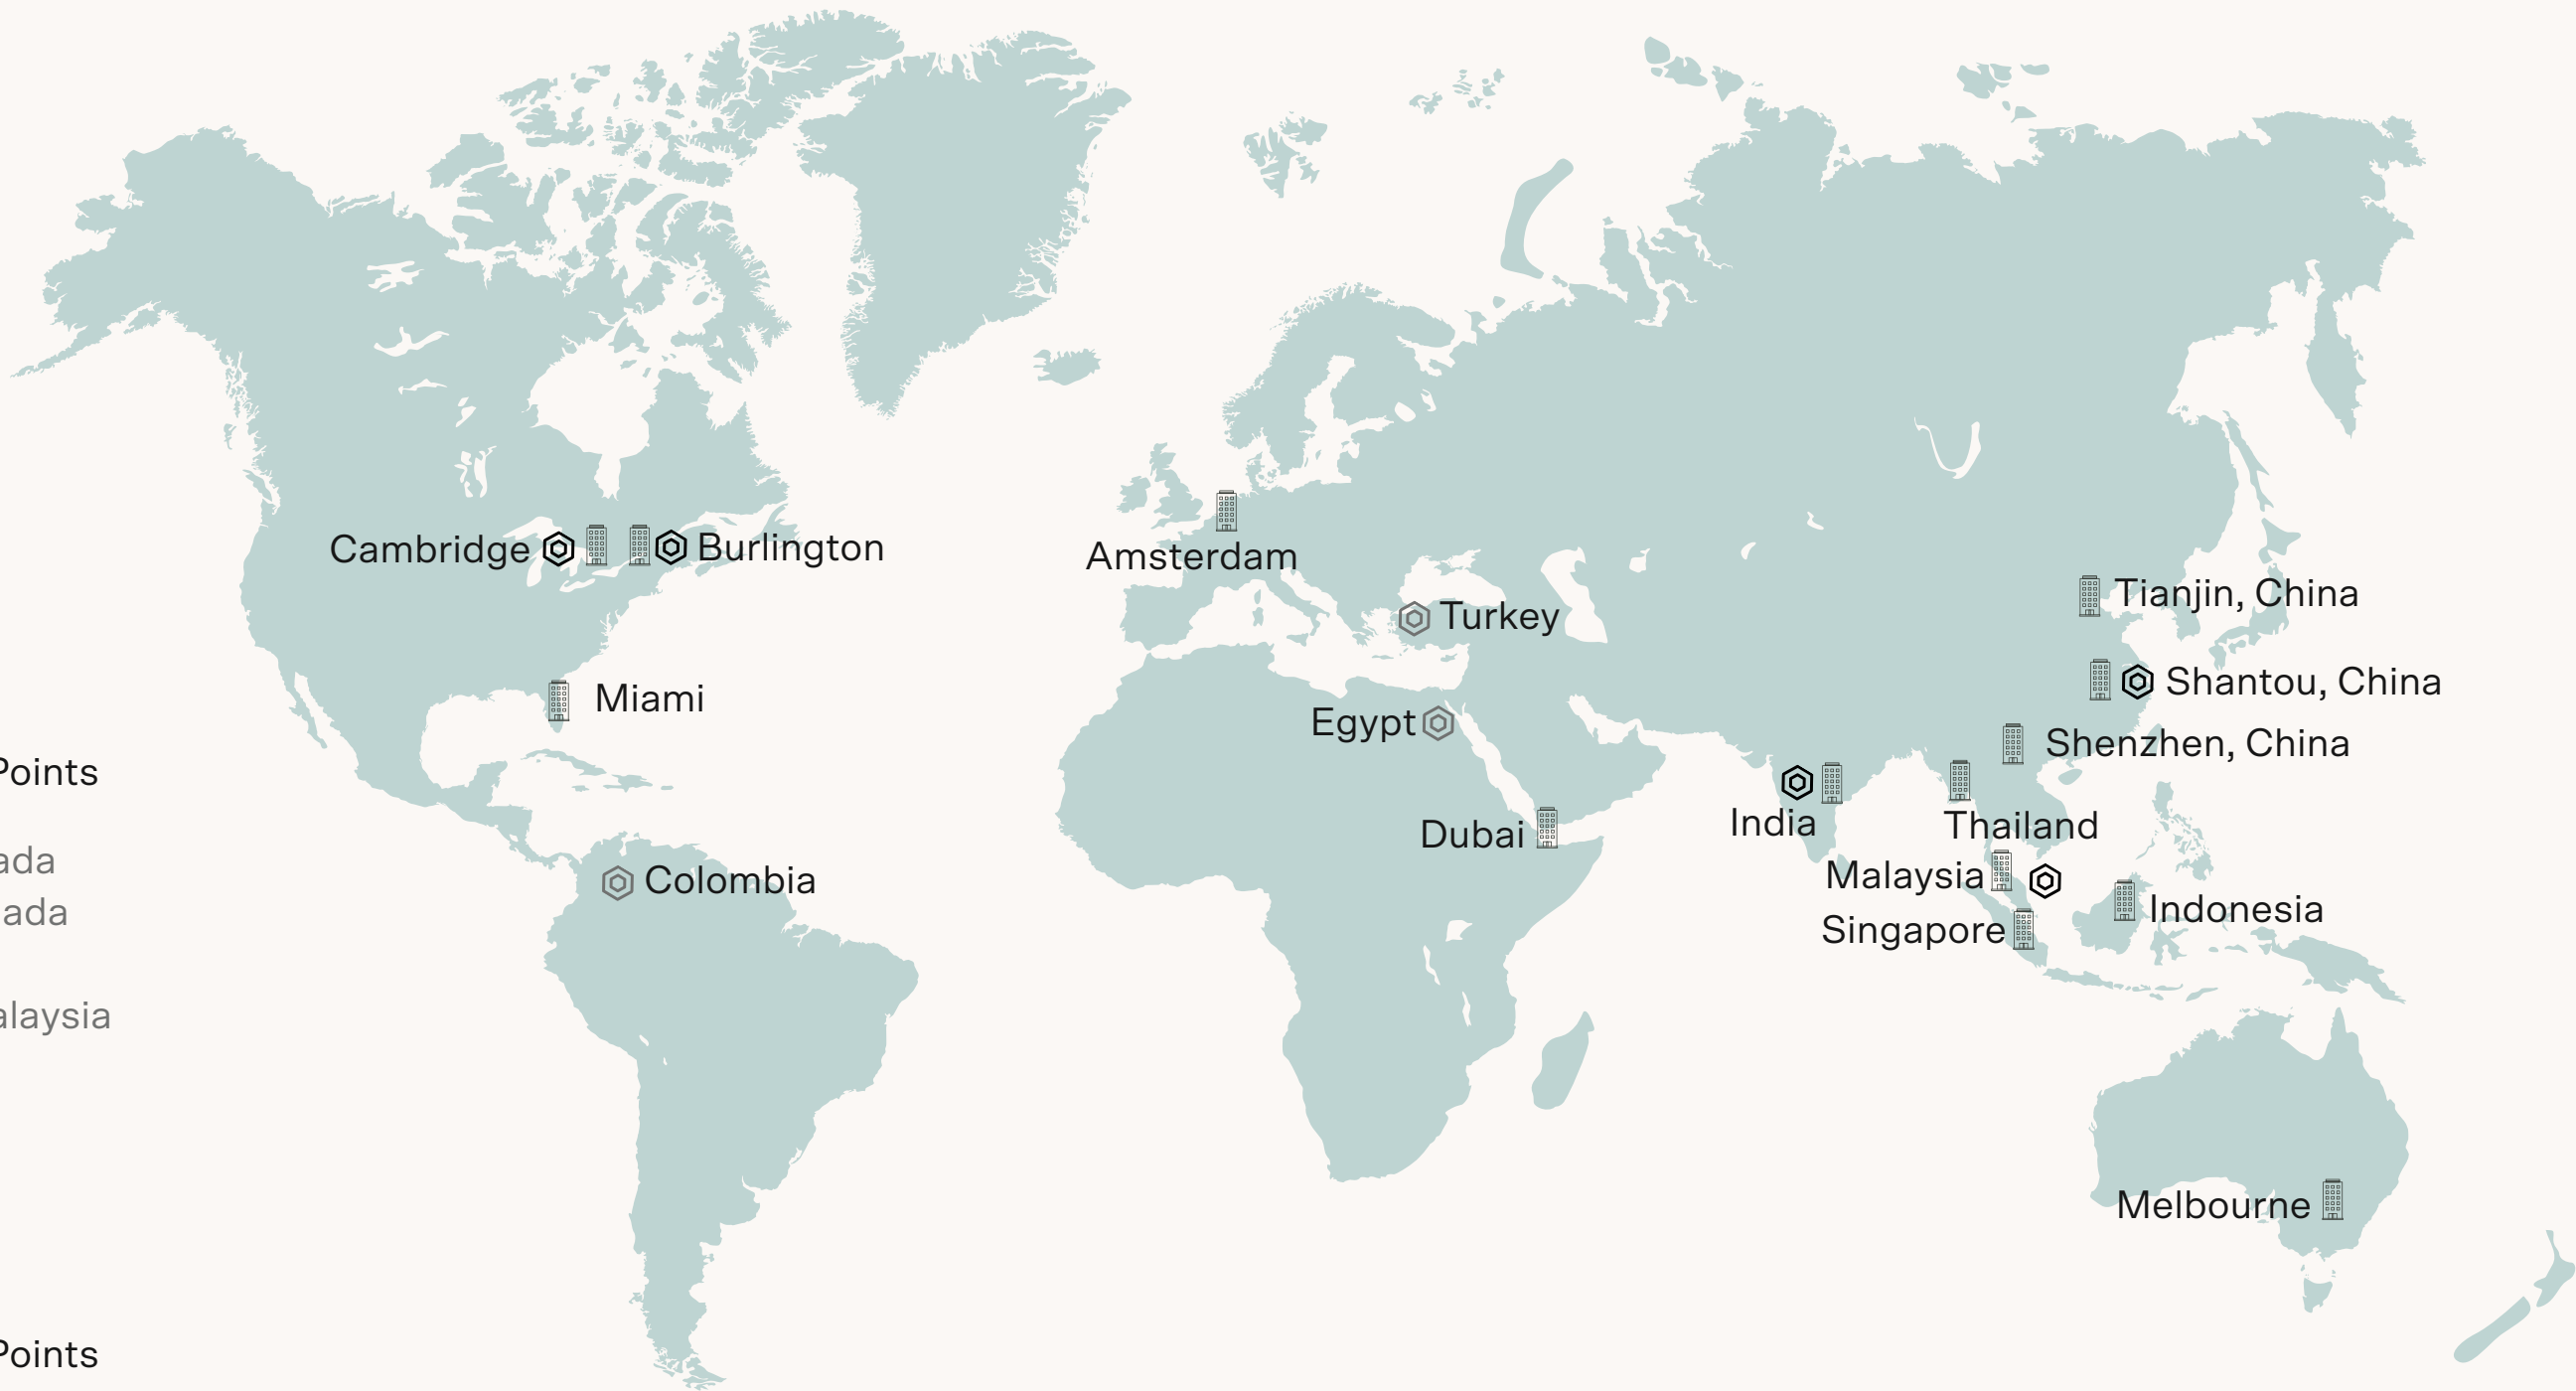 Cambridge
Burlington
Amsterdam
Tianjin, China
Turkey
Shantou, China
Miami
Egypt
Shenzhen, China
Points
India
Thailand
Dubai
ada
Malaysia
Colombia
ada
Indonesia
Singapore
alaysia
Melbourne
Points